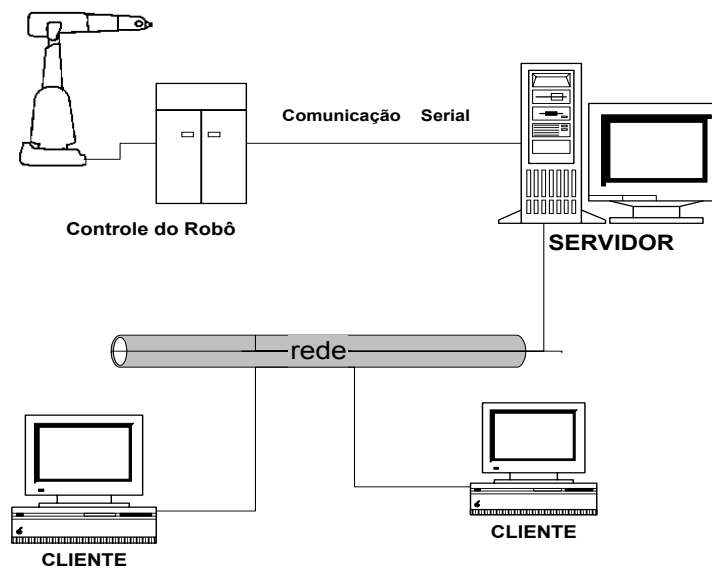 Comunicação Serial
Controle do Robô
SERVIDOR
rede
CLIENTE
CLIENTE